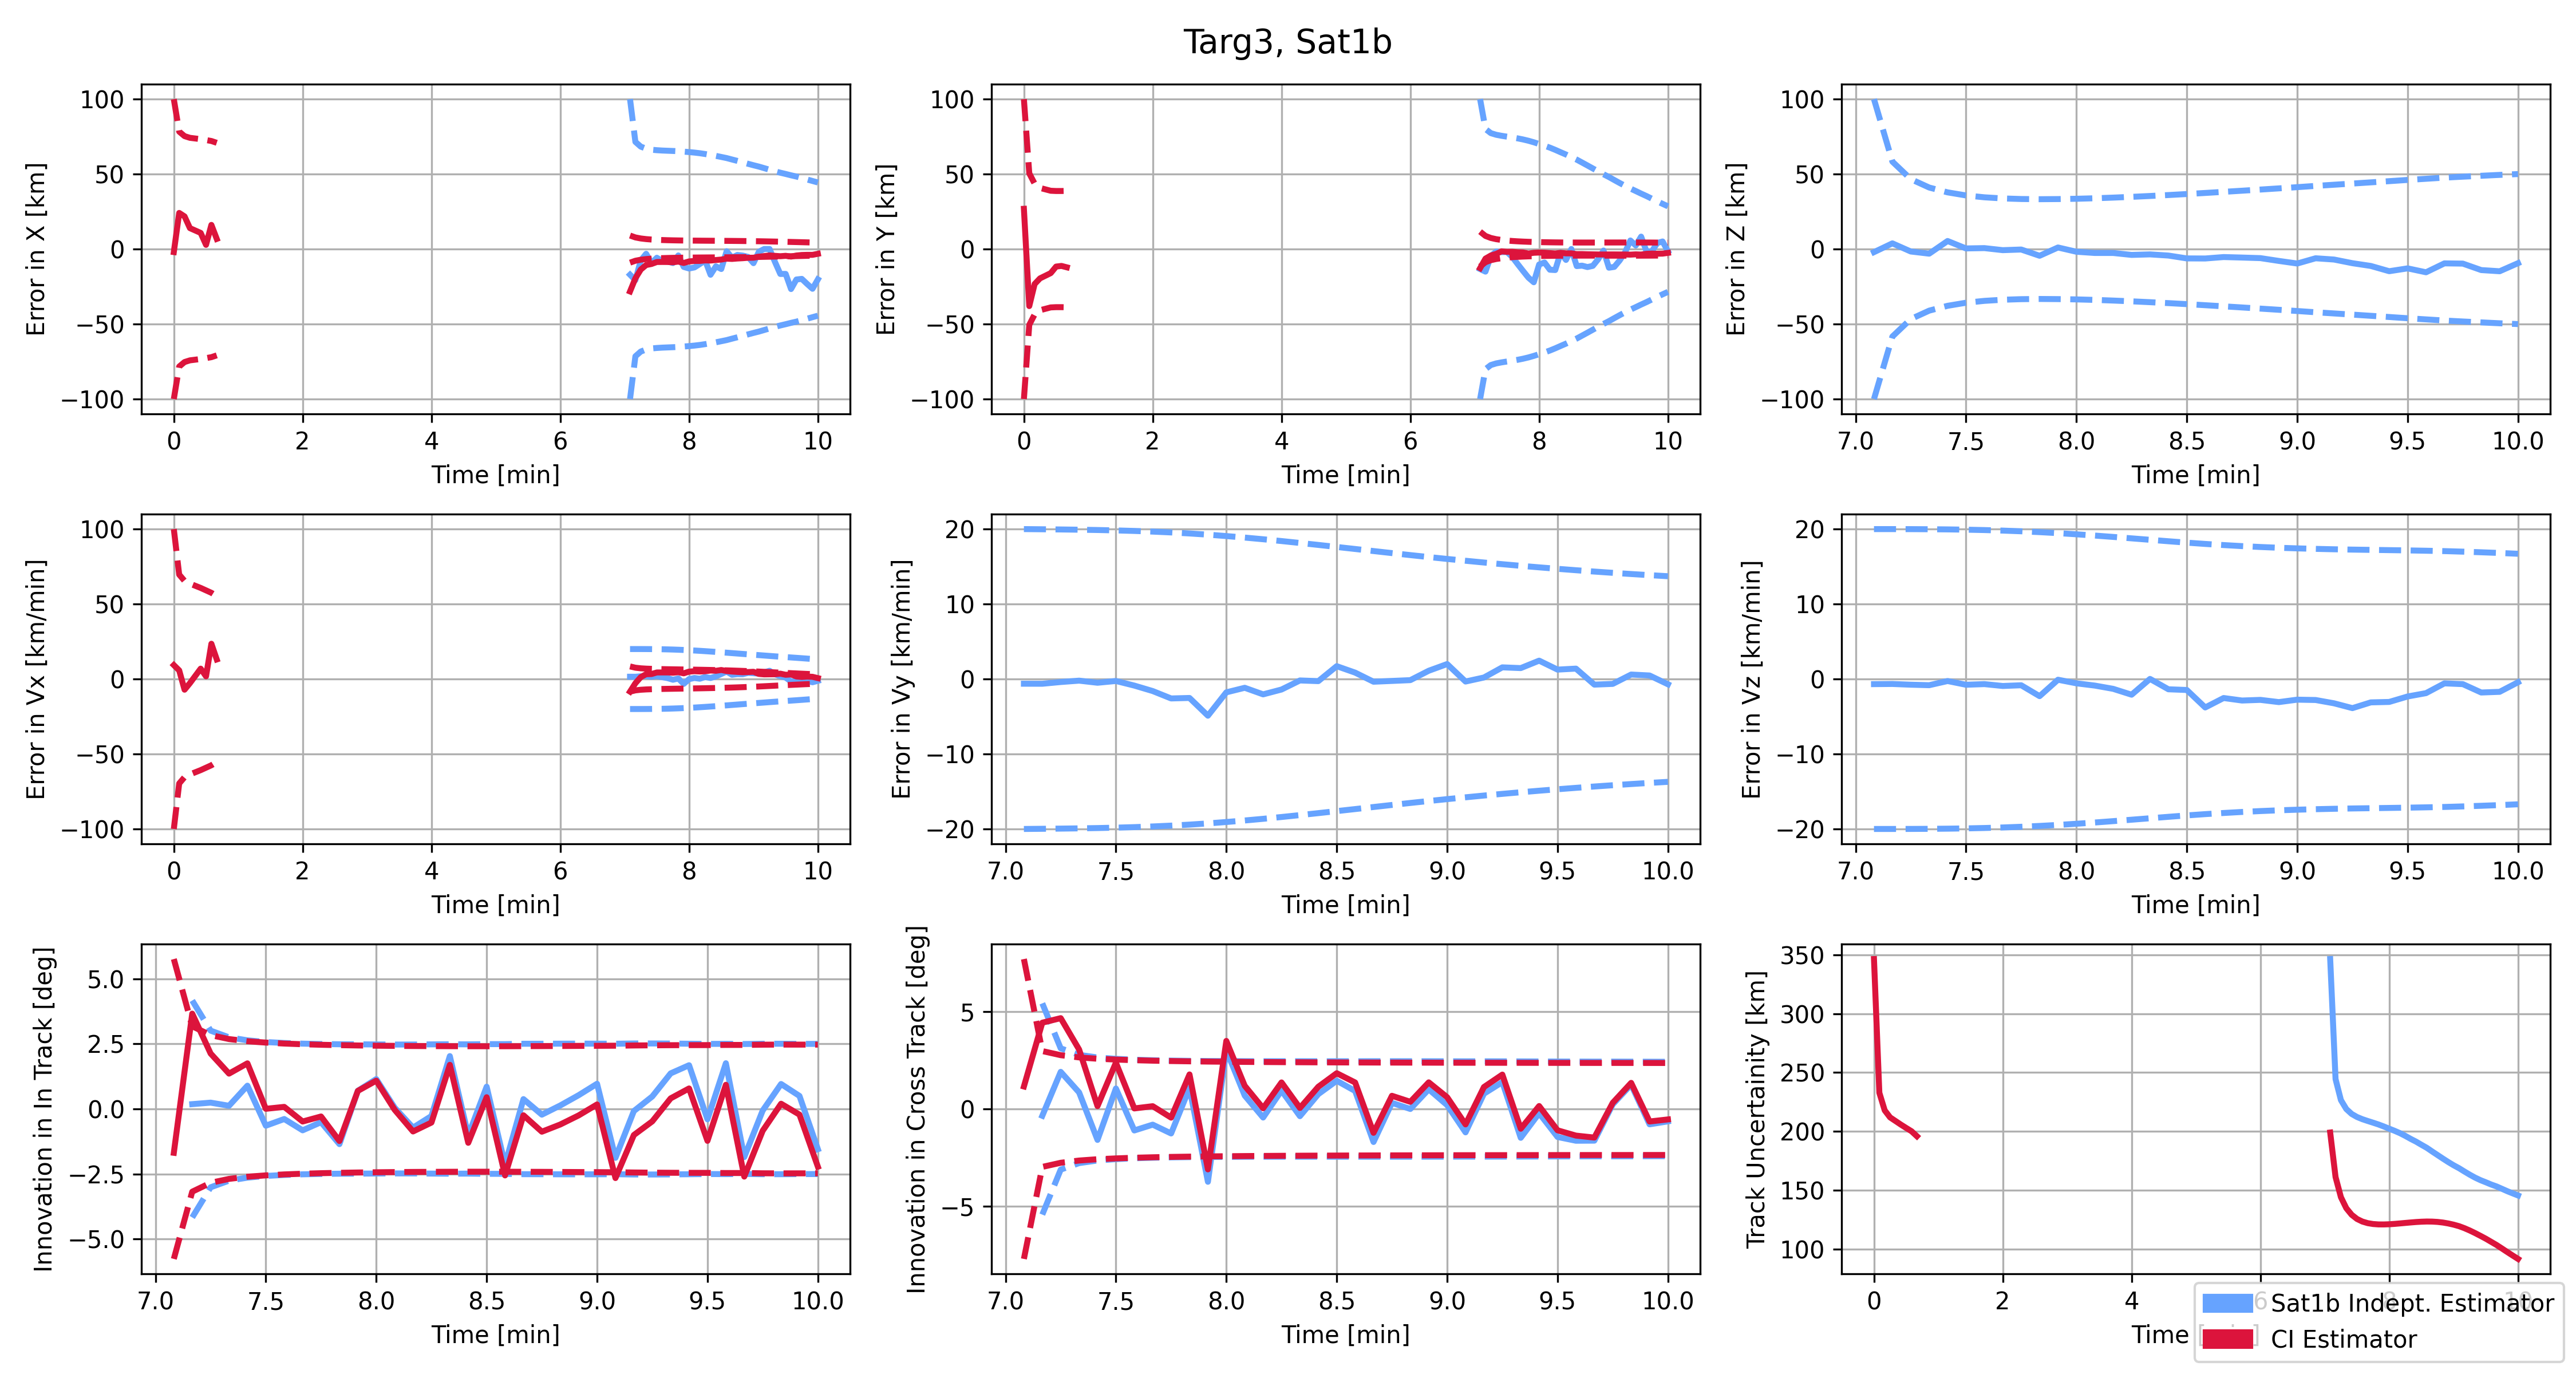 Targ3, Sat1b
100
50
0
−50
−100
Error in X [km]
0 2 4 6 8 10
Time [min]
100
50
0
−50
−100
Error in Y [km]
0 2 4 6 8 10
Time [min]
100
50
0
−50
−100
Error in Z [km]
7.0 7.5 8.0 8.5 9.0 9.5 10.0
Time [min]
100
50
0
−50
−100
Error in Vx [km/min]
0 2 4 6 8 10
Time [min]
20
10
0
−10
−20
Error in Vy [km/min]
7.0 7.5 8.0 8.5 9.0 9.5 10.0
Time [min]
20
10
0
−10
−20
Error in Vz [km/min]
7.0 7.5 8.0 8.5 9.0 9.5 10.0
Time [min]
5.0
2.5
0.0
−2.5
−5.0
Innovation in In Track [deg]
7.0 7.5 8.0 8.5 9.0 9.5 10.0
Time [min]
5
0
−5
Innovation in Cross Track [deg]
7.0 7.5 8.0 8.5 9.0 9.5 10.0
Time [min]
350
300
250
200
150
100
Track Uncertainity [km]
0 2 4 6 8 10
Time
Sat1b Indept. Estimator
CI Estimator